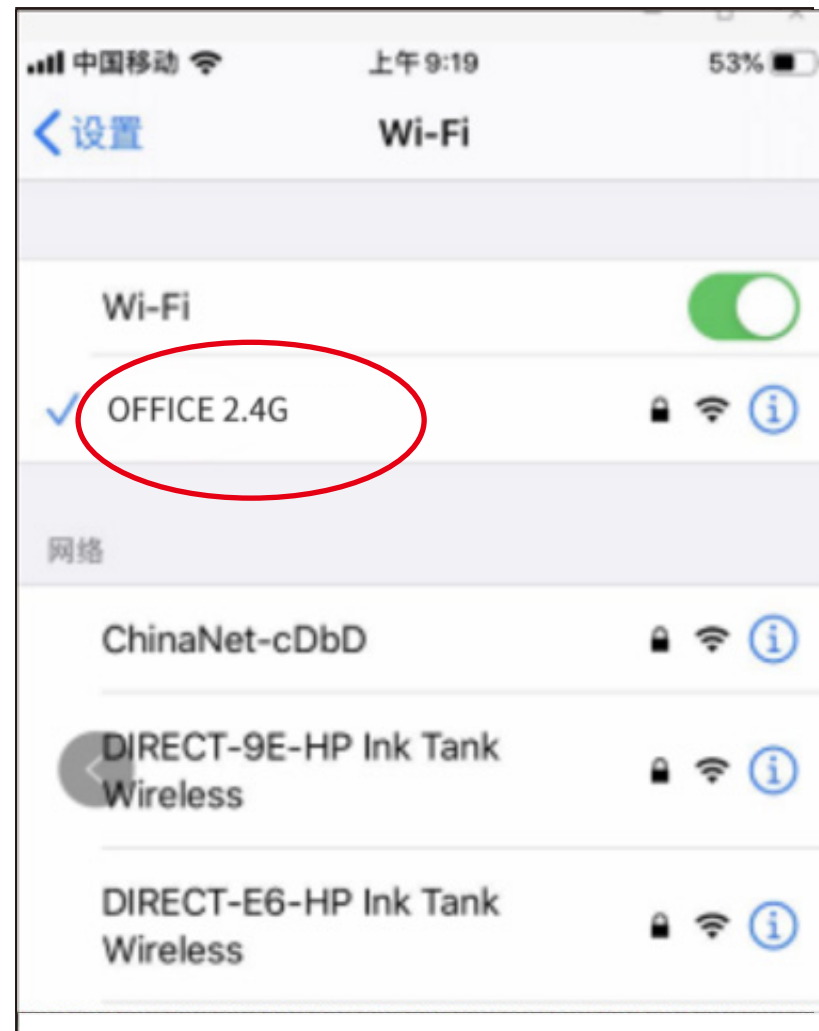 中国移动 上午9:19 53%
设置 Wi-Fi
Wi-Fi
OFFICE 2.4G
网络
ChinaNet-cDbD
DIRECT-9E-HP Ink Tank
Wireless
DIRECT-E6-HP Ink Tank
Wireless